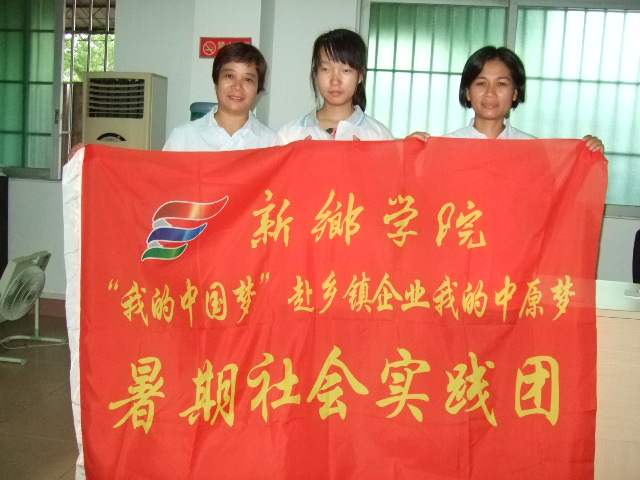 新鄉学院
“我的中国梦”赴乡镇企业我的中原梦
暑期社会实践团